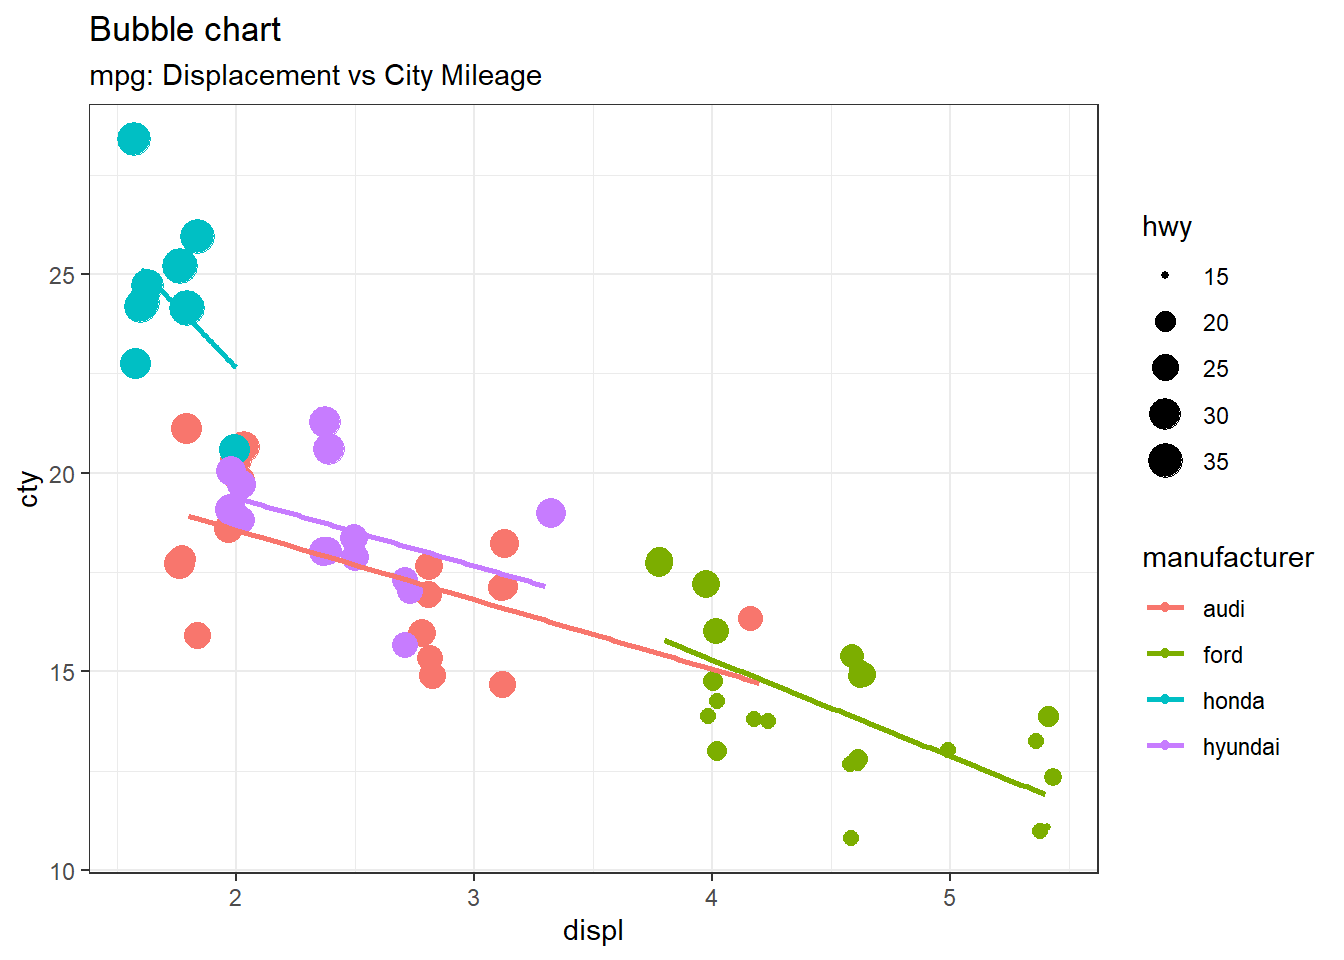 Bubble chart
mpg: Displacement vs City Mileage
cty
25
20
15
10
2
3
4
5
displ
hwy
15
20
25
30
35
manufacturer
audi
ford
honda
hyundai